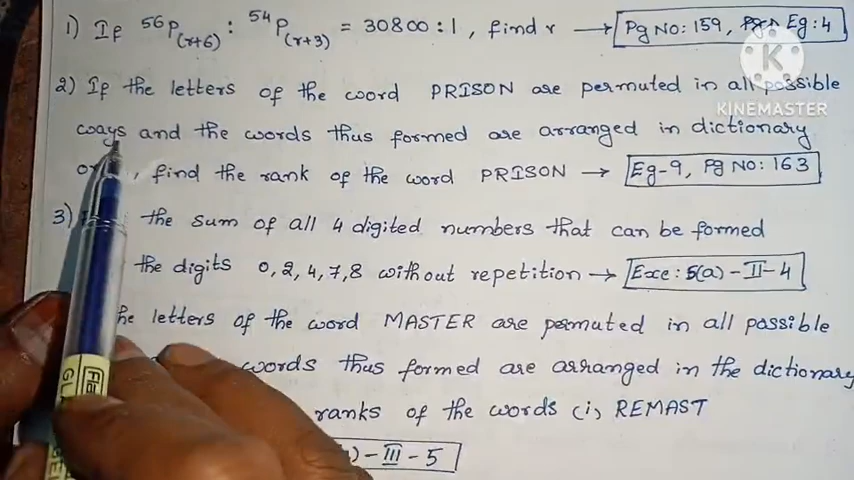 1) If 56P(r+6) : 54P(r+3) = 30800 : 1, find r → Pg No: 159, Eg: 4
2) If the letters of the word PRISON are permuted in all possible
KINEMASTER
ways and the words thus formed are arranged in dictionary
, find the rank of the word PRISON → Eg-9, Pg No: 163
3) the sum of all 4 digited numbers that can be formed
the digits 0, 2, 4, 7, 8 without repetition → Exe: 5(a)-II-4
the letters of the word MASTER are permuted in all possible
words thus formed are arranged in the dictionary
ranks of the words (i) REMAST
)-III-5